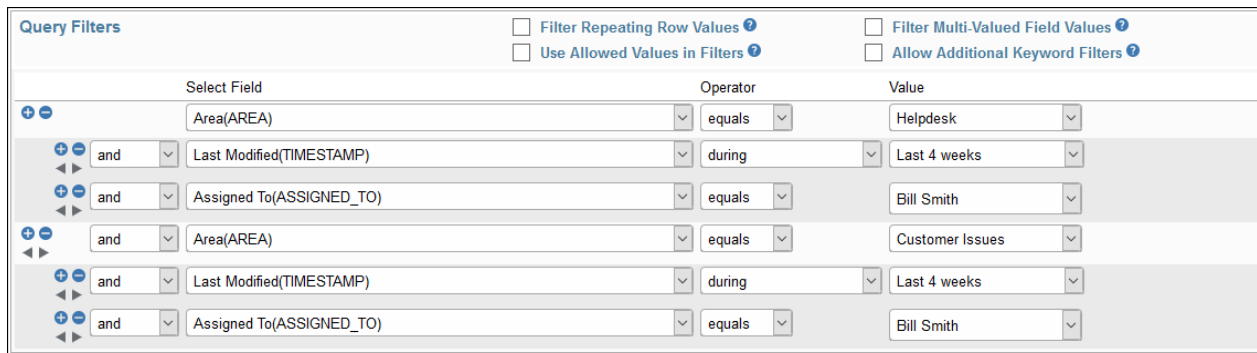 Query Filters Filter Repeating Row Values ? Filter Multi-Valued Field Values ?
Use Allowed Values in Filters ? Allow Additional Keyword Filters ?
Select Field Operator Value
Area(AREA) equals Helpdesk
and Last Modified(TIMESTAMP) during Last 4 weeks
and Assigned To(ASSIGNED_TO) equals Bill Smith
and Area(AREA) equals Customer Issues
and Last Modified(TIMESTAMP) during Last 4 weeks
and Assigned To(ASSIGNED_TO) equals Bill Smith